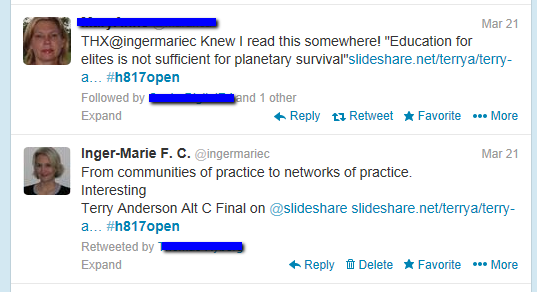 Mar 21
THX@ingermariec Knew I read this somewhere! "Education for
elites is not sufficient for planetary survival"slideshare.net/terrya/terry-
a... #h817open
Followed by and 1 other
Expand Reply Retweet Favorite More
Inger-Marie F. C. @ingermariec Mar 21
From communities of practice to networks of practice.
Interesting
Terry Anderson Alt C Final on @slideshare slideshare.net/terrya/terry-
a... #h817open
Retweeted by
Expand Reply Delete Favorite More